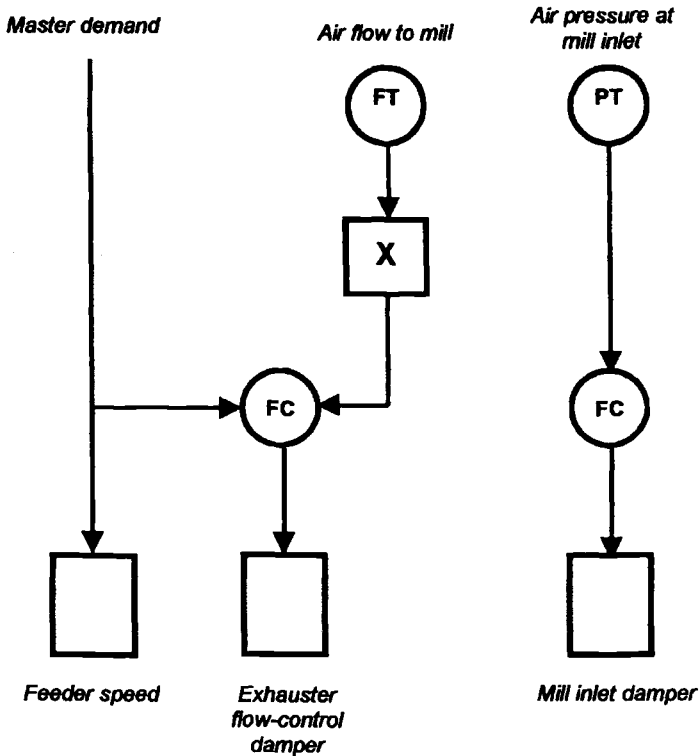 Master demand
Air flow to mill
Air pressure at
mill inlet
FT
PT
X
FC
FC
Feeder speed
Exhauster
flow-control
damper
Mill inlet damper